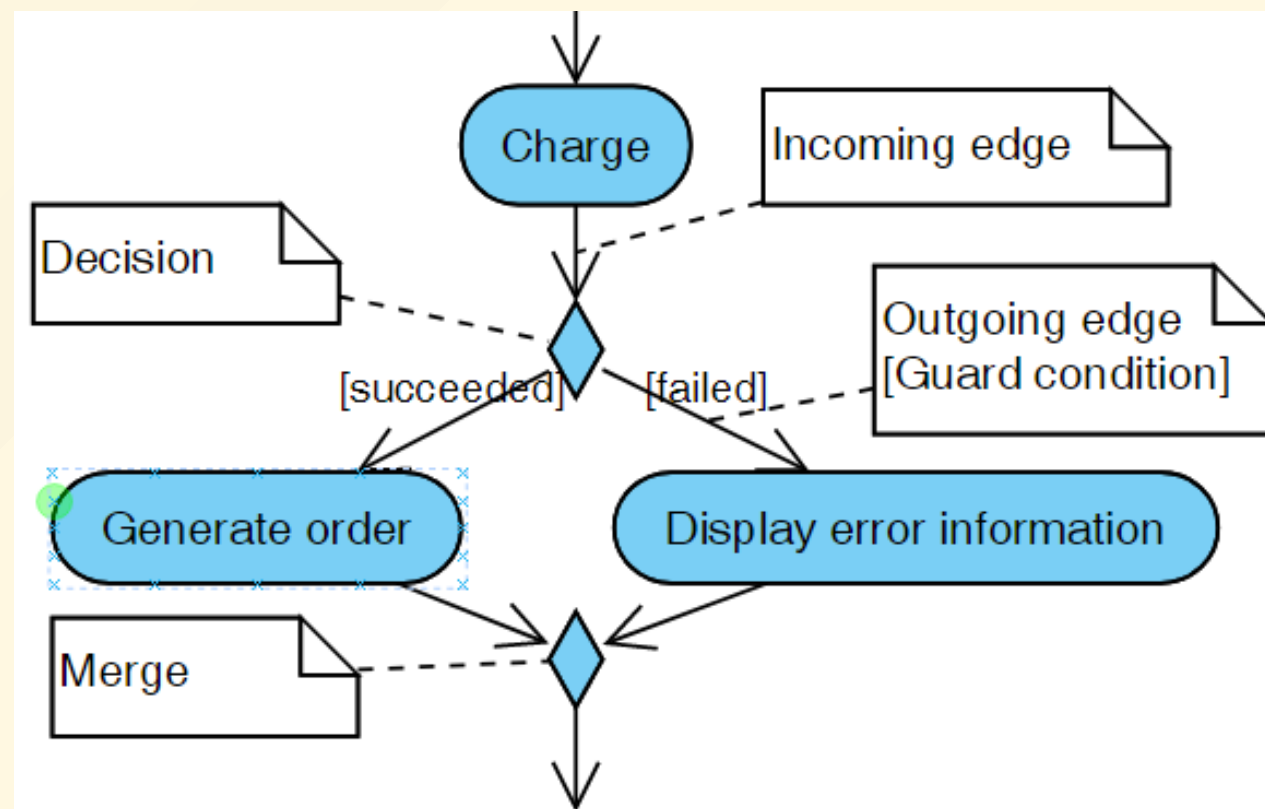 Charge
Incoming edge
Decision
Outgoing edge
[Guard condition]
[succeeded]
[failed]
Generate order
Display error information
Merge